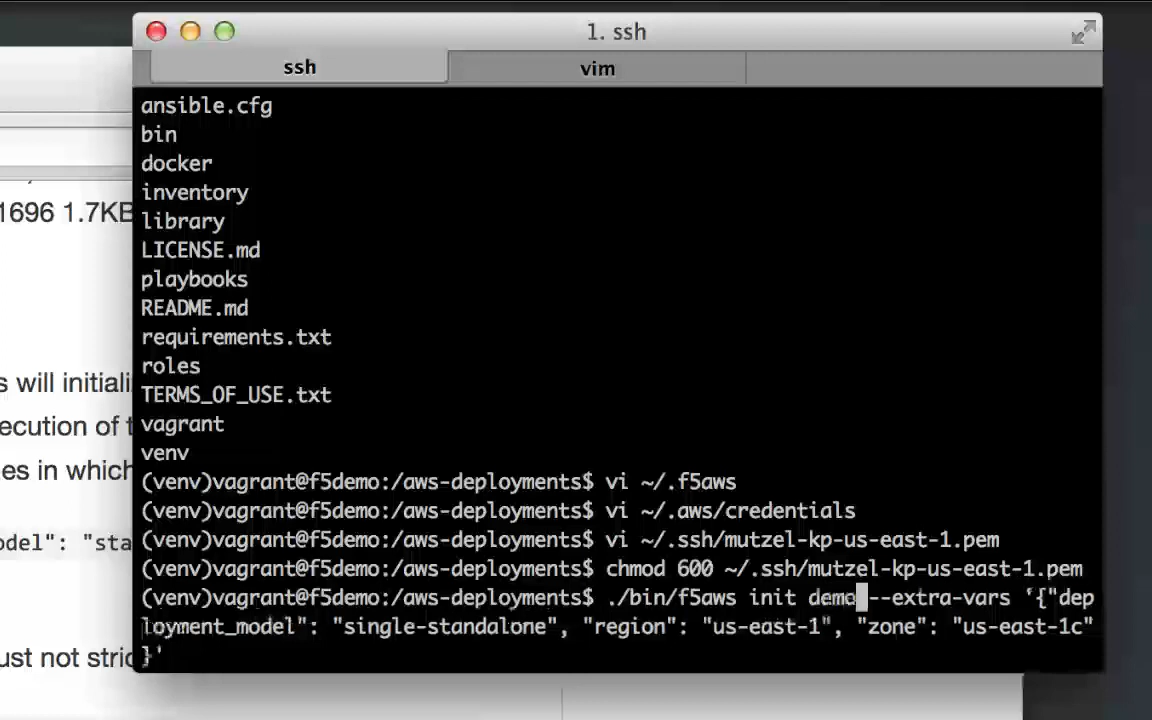 1. ssh
ssh
vim
ansible.cfg
bin
docker
inventory
library
LICENSE.md
playbooks
README.md
requirements.txt
roles
TERMS_OF_USE.txt
vagrant
venv
(venv)vagrant@f5demo:/aws-deployments$ vi ~/.f5aws
(venv)vagrant@f5demo:/aws-deployments$ vi ~/.aws/credentials
(venv)vagrant@f5demo:/aws-deployments$ vi ~/.ssh/mutzel-kp-us-east-1.pem
(venv)vagrant@f5demo:/aws-deployments$ chmod 600 ~/.ssh/mutzel-kp-us-east-1.pem
(venv)vagrant@f5demo:/aws-deployments$ ./bin/f5aws init demo --extra-vars '{"dep
loyment_model": "single-standalone", "region": "us-east-1", "zone": "us-east-1c"
}'
1696 1.7KB
s will initiali
ecution of t
es in which
odel": "sta
ust not stric